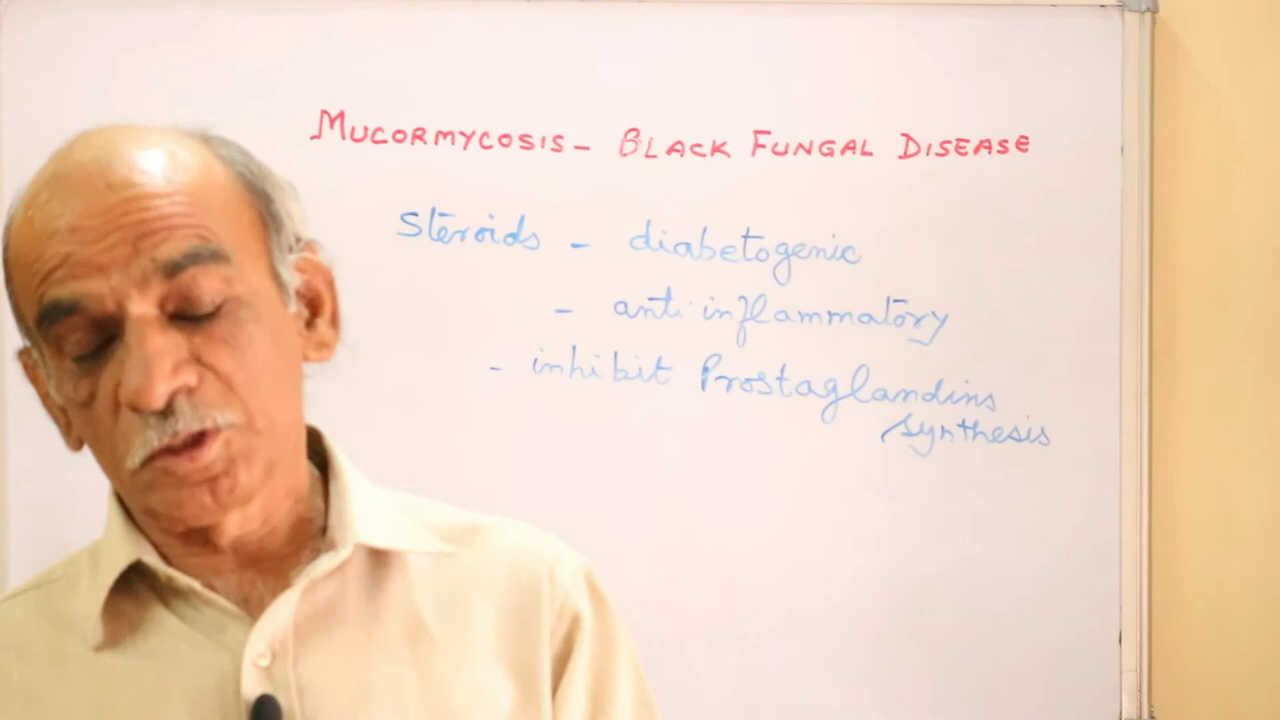 MUCORMYCOSIS - BLACK FUNGAL DISEASE
Steroids - diabetogenic
- anti inflammatory
- inhibit Prostaglandins
synthesis